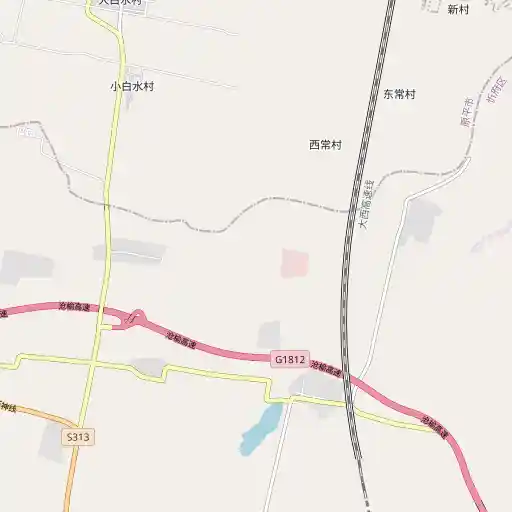 大白水村
新村
小白水村
东常村
原平市
忻府区
西常村
大西高速线
沧榆高速
沧榆高速
G1812
沧榆高速
沧榆高速
S313